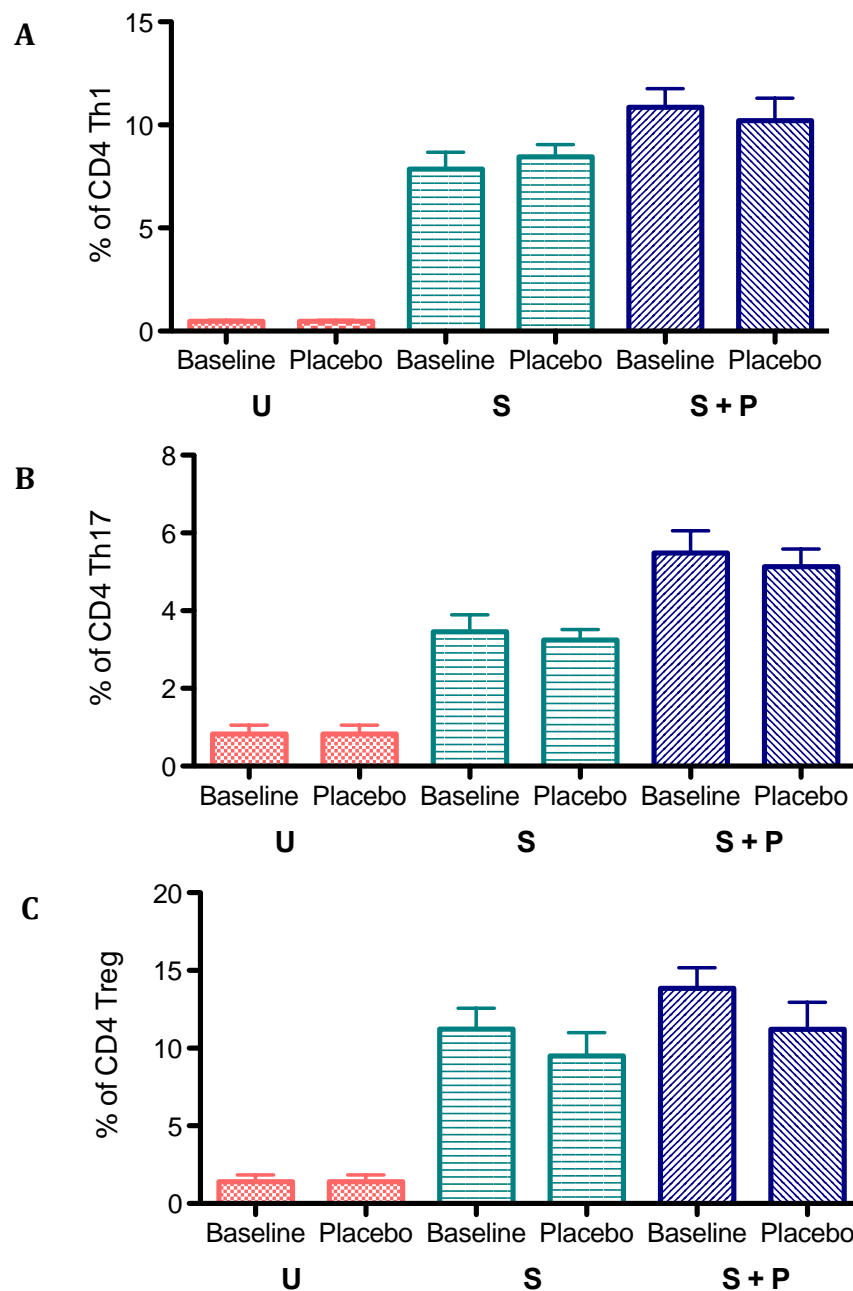 A
% of CD4 Th1
15
10
5
0
Baseline Placebo Baseline Placebo Baseline Placebo
U S S + P
B
% of CD4 Th17
8
6
4
2
0
Baseline Placebo Baseline Placebo Baseline Placebo
U S S + P
C
% of CD4 Treg
20
15
10
5
0
Baseline Placebo Baseline Placebo Baseline Placebo
U S S + P